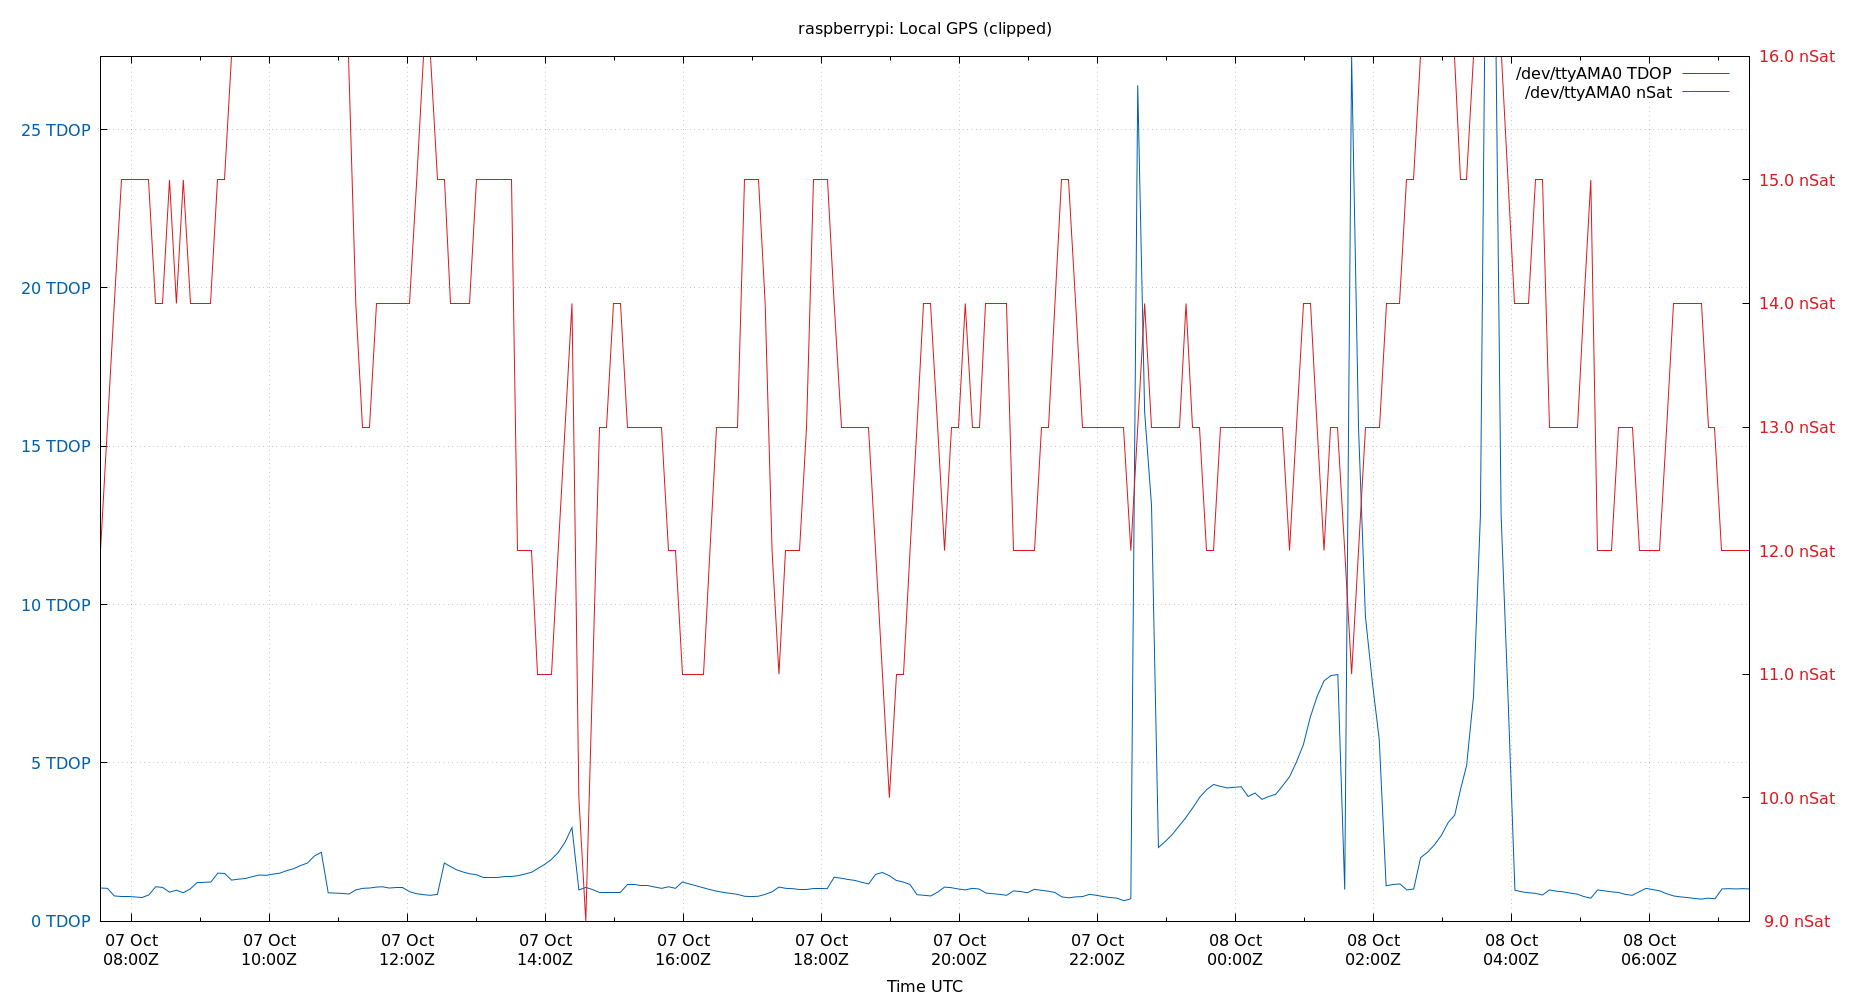 raspberrypi: Local GPS (clipped)
/dev/ttyAMA0 TDOP
/dev/ttyAMA0 nSat
25 TDOP
20 TDOP
15 TDOP
10 TDOP
5 TDOP
0 TDOP
16.0 nSat
15.0 nSat
14.0 nSat
13.0 nSat
12.0 nSat
11.0 nSat
10.0 nSat
9.0 nSat
07 Oct 07 Oct 07 Oct 07 Oct 07 Oct 07 Oct 07 Oct 07 Oct 08 Oct 08 Oct 08 Oct 08 Oct
08:00Z 10:00Z 12:00Z 14:00Z 16:00Z 18:00Z 20:00Z 22:00Z 00:00Z 02:00Z 04:00Z 06:00Z
Time UTC